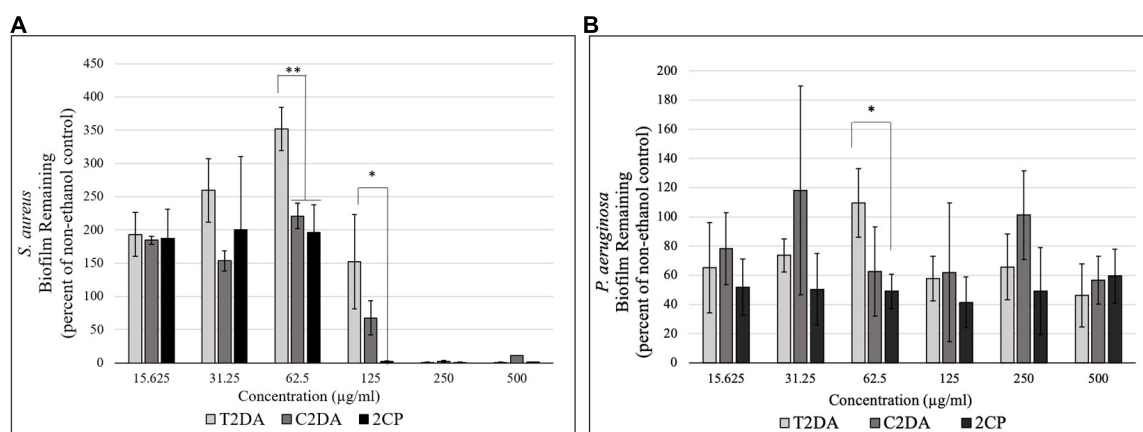 A
S. aureus
Biofilm Remaining
(percent of non-ethanol control)
450
400
350
300
250
200
150
100
50
0
**
*
15.625 31.25 62.5 125 250 500
Concentration (µg/ml)
T2DA C2DA 2CP
B
P. aeruginosa
Biofilm Remaining
(percent of non-ethanol control)
200
180
160
140
120
100
80
60
40
20
0
*
15.625 31.25 62.5 125 250 500
Concentration (µg/ml)
T2DA C2DA 2CP